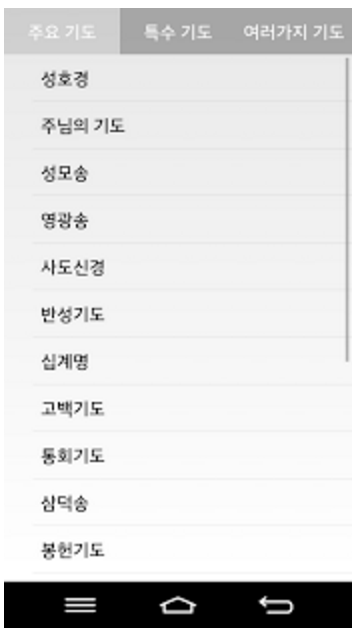 주요 기도 특수 기도 여러가지 기도
성호경
주님의 기도
성모송
영광송
사도신경
반성기도
십계명
고백기도
통회기도
삼덕송
봉헌기도